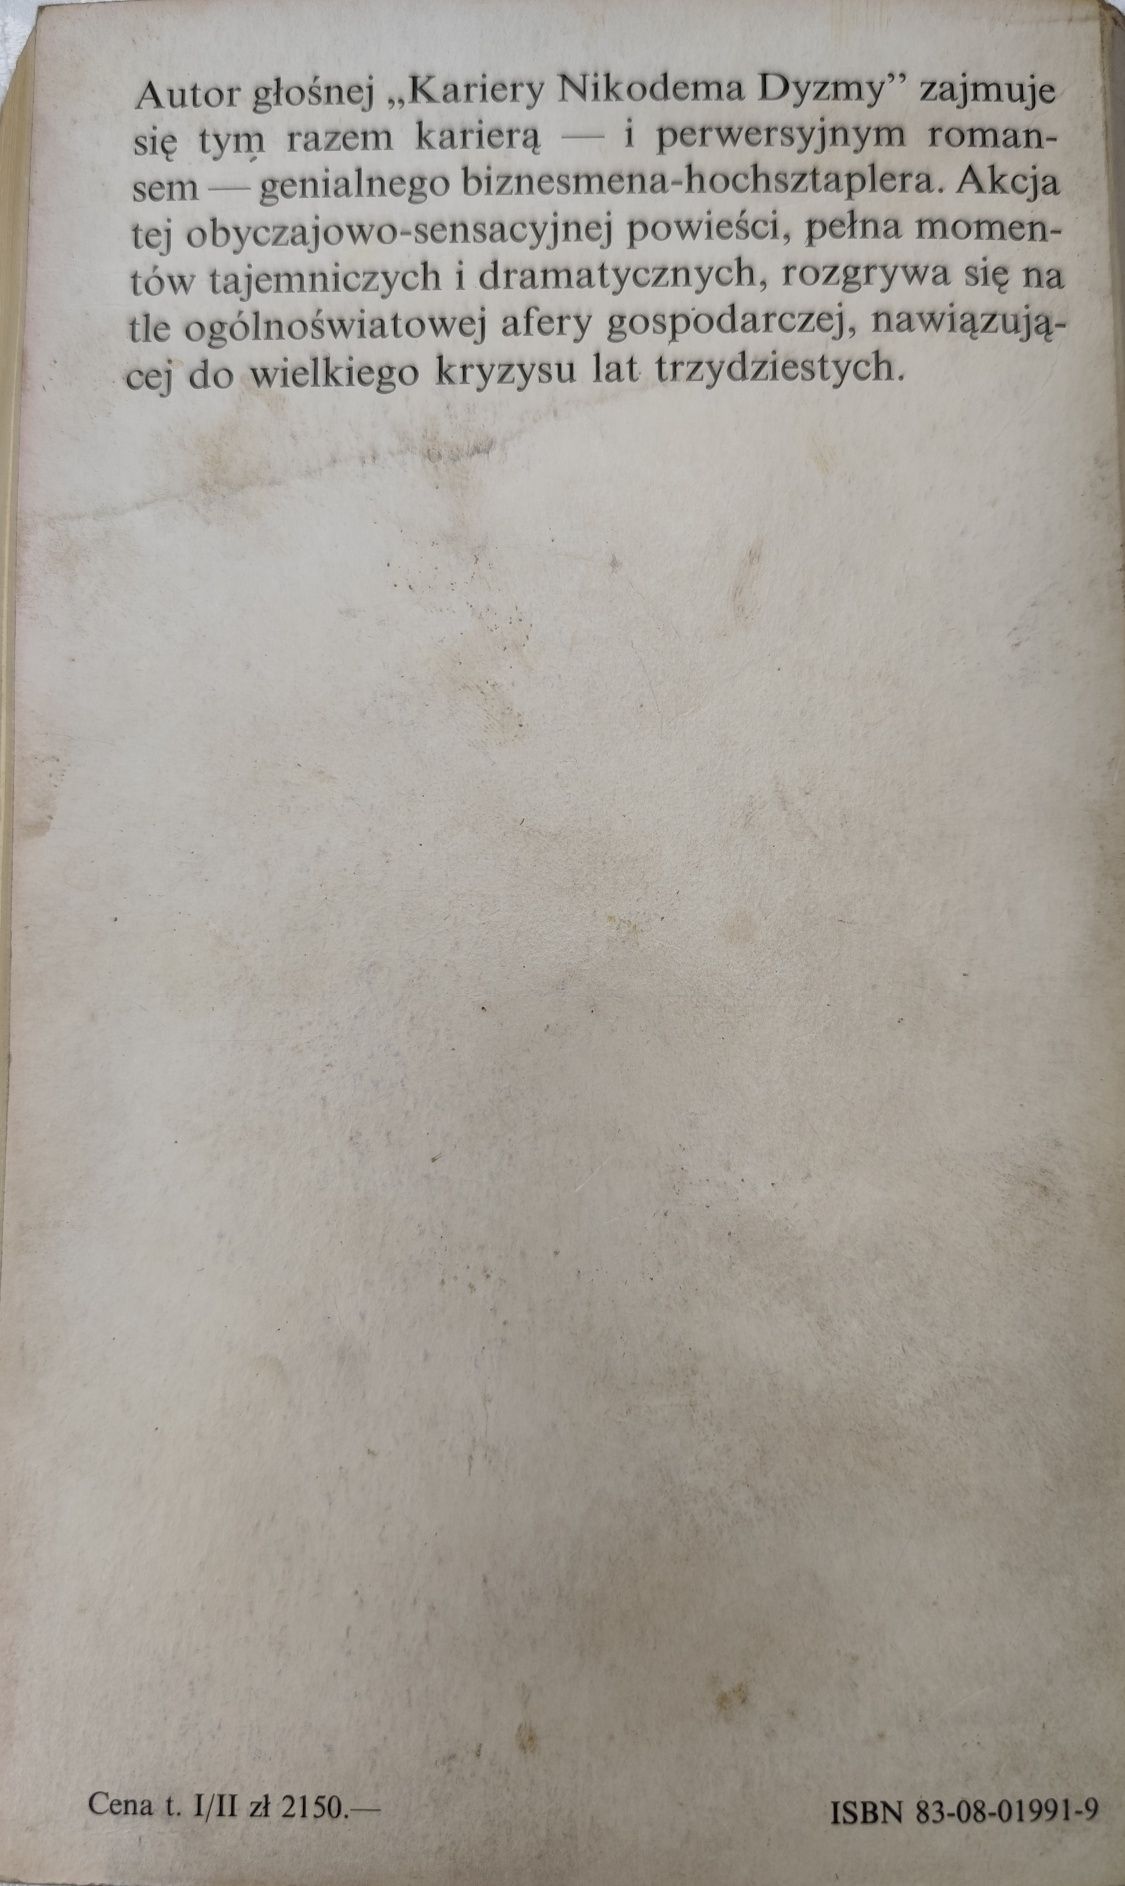 Autor głośnej „Kariery Nikodema Dyzmy” zajmuje
się tym razem karierą — i perwersyjnym roman-
sem — genialnego biznesmena-hochsztaplera. Akcja
tej obyczajowo-sensacyjnej powieści, pełna momen-
tów tajemniczych i dramatycznych, rozgrywa się na
tle ogólnoświatowej afery gospodarczej, nawiązują-
cej do wielkiego kryzysu lat trzydziestych.
Cena t. I/II zł 2150.—
ISBN 83-08-01991-9